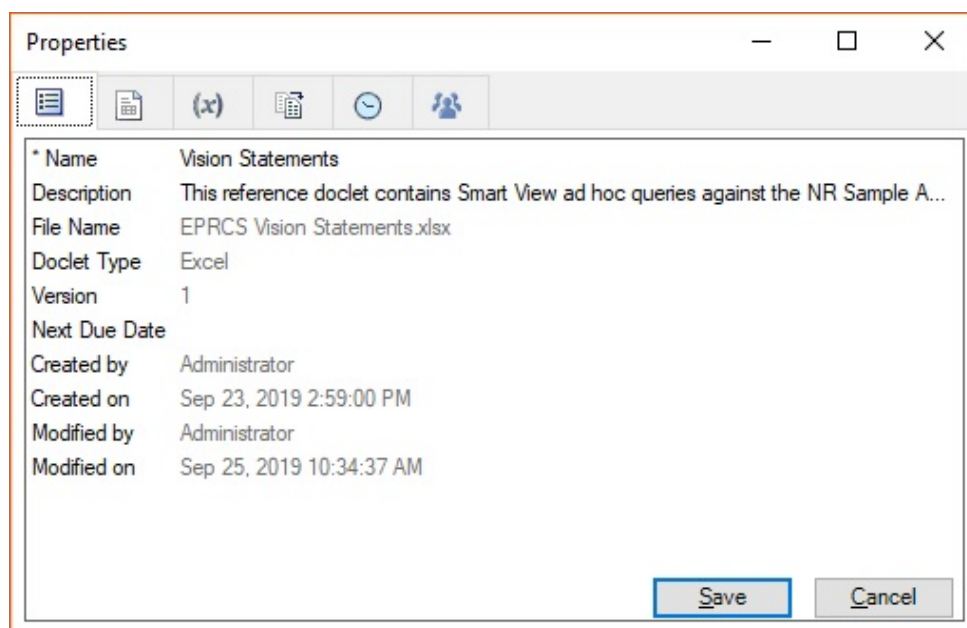 Properties
(x)
* Name Vision Statements
Description This reference doclet contains Smart View ad hoc queries against the NR Sample A...
File Name EPRCS Vision Statements.xlsx
Doclet Type Excel
Version 1
Next Due Date
Created by Administrator
Created on Sep 23, 2019 2:59:00 PM
Modified by Administrator
Modified on Sep 25, 2019 10:34:37 AM
Save Cancel